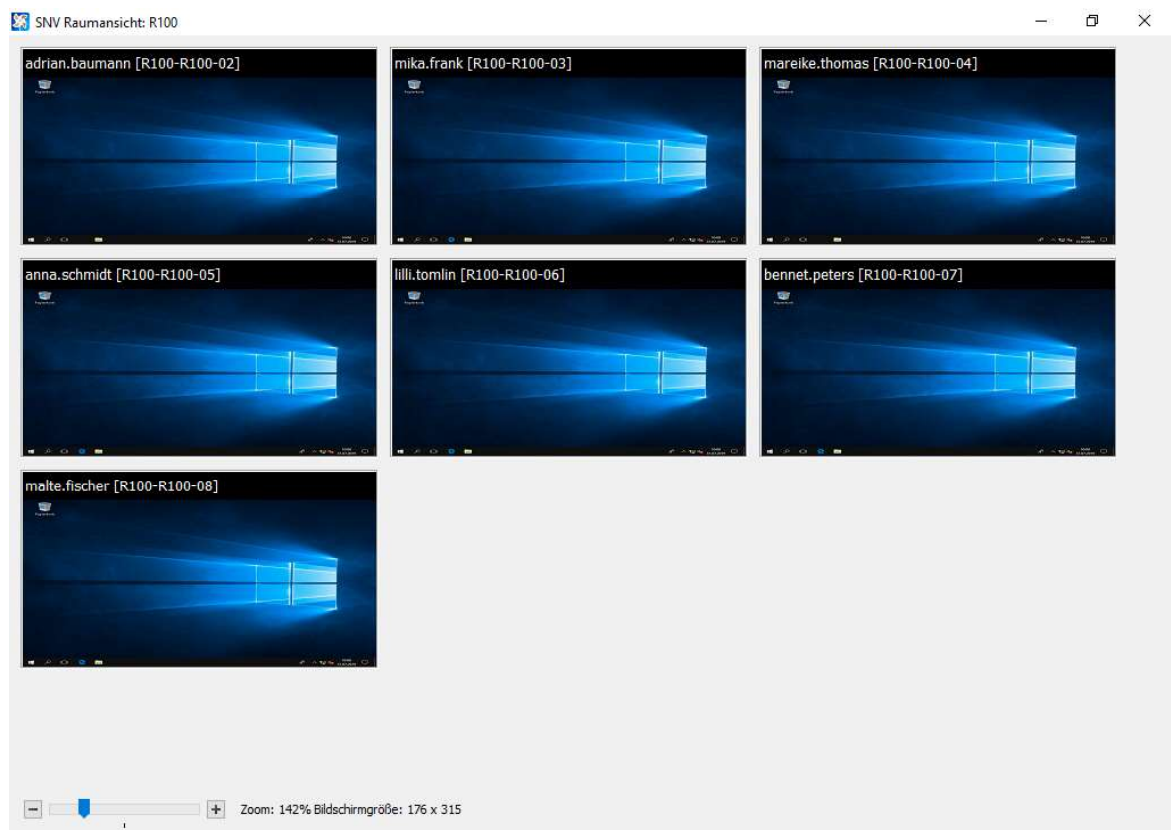 SNV Raumansicht: R100
adrian.baumann [R100-R100-02]
mika.frank [R100-R100-03]
mareike.thomas [R100-R100-04]
anna.schmidt [R100-R100-05]
lilli.tomlin [R100-R100-06]
bennet.peters [R100-R100-07]
malte.fischer [R100-R100-08]
Zoom: 142% Bildschirmgröße: 176 x 315